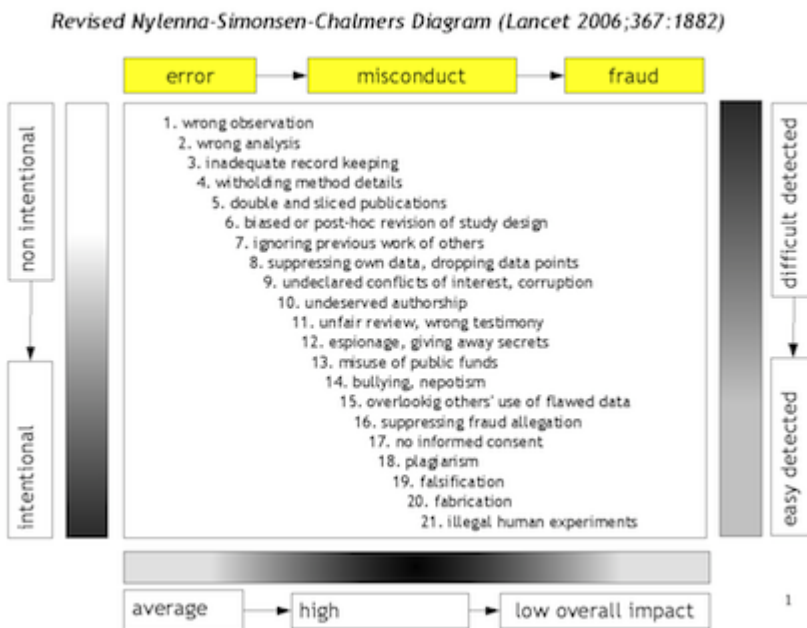 Revised Nylenna-Simonsen-Chalmers Diagram (Lancet 2006;367:1882)
error
misconduct
fraud
non intentional
intentional
1. wrong observation
2. wrong analysis
3. inadequate record keeping
4. witholding method details
5. double and sliced publications
6. biased or post-hoc revision of study design
7. ignoring previous work of others
8. suppressing own data, dropping data points
9. undeclared conflicts of interest, corruption
10. undeserved authorship
11. unfair review, wrong testimony
12. espionage, giving away secrets
13. misuse of public funds
14. bullying, nepotism
15. overlookig others' use of flawed data
16. suppressing fraud allegation
17. no informed consent
18. plagiarism
19. falsification
20. fabrication
21. illegal human experiments
difficult detected
easy detected
average
high
low overall impact
1